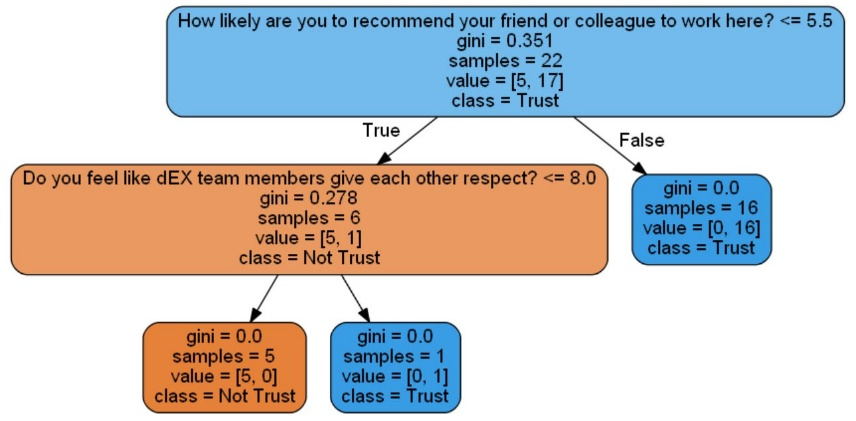 How likely are you to recommend your friend or colleague to work here? <= 5.5
gini = 0.351
samples = 22
value = [5, 17]
class = Trust
True
False
Do you feel like dEX team members give each other respect? <= 8.0
gini = 0.278
samples = 6
value = [5, 1]
class = Not Trust
gini = 0.0
samples = 16
value = [0, 16]
class = Trust
gini = 0.0
samples = 5
value = [5, 0]
class = Not Trust
gini = 0.0
samples = 1
value = [0, 1]
class = Trust